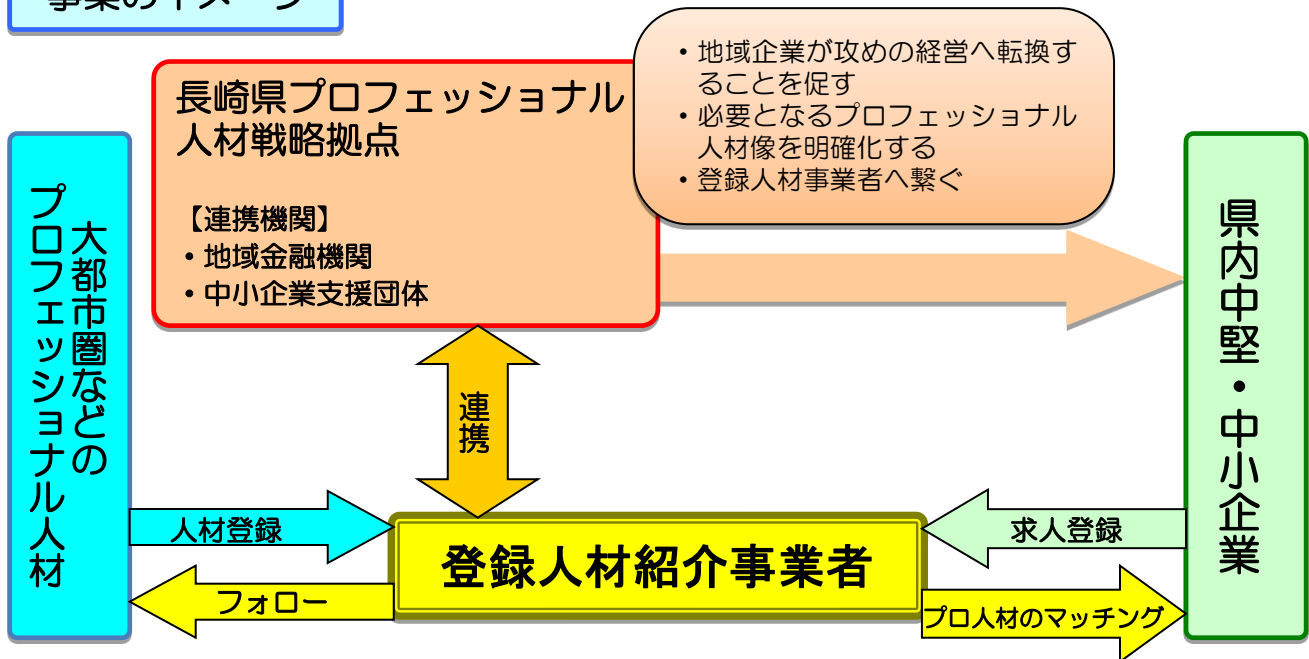 事業のイメージ
長崎県プロフェッショナル
人材戦略拠点
【連携機関】
・地域金融機関
・中小企業支援団体
・地域企業が攻めの経営へ転換す
ることを促す
・必要となるプロフェッショナル
人材像を明確化する
・登録人材事業者へ繋ぐ
大都市圏などの
プロフェッショナル人材
県内中堅・中小企業
連携
人材登録
求人登録
登録人材紹介事業者
フォロー
プロ人材のマッチング